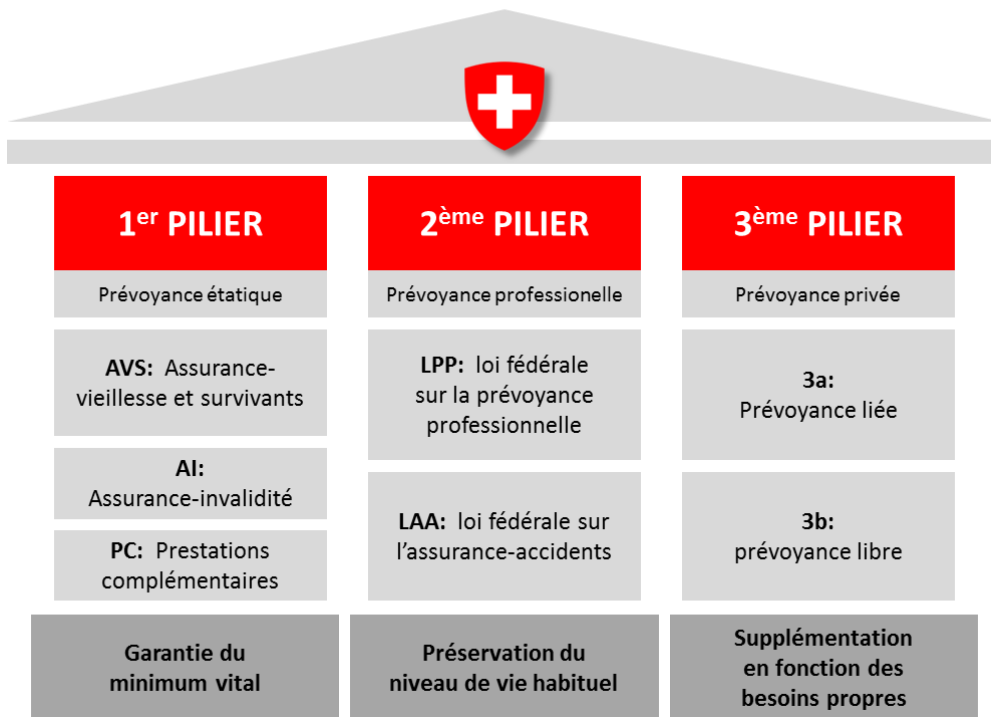 1er PILIER
Prévoyance étatique
AVS: Assurance-
vieillesse et survivants
AI:
Assurance-invalidité
PC: Prestations
complémentaires
Garantie du
minimum vital
2ème PILIER
Prévoyance professionelle
LPP: loi fédérale
sur la prévoyance
professionnelle
LAA: loi fédérale sur
l’assurance-accidents
Préservation du
niveau de vie habituel
3ème PILIER
Prévoyance privée
3a:
Prévoyance liée
3b:
prévoyance libre
Supplémentation
en fonction des
besoins propres